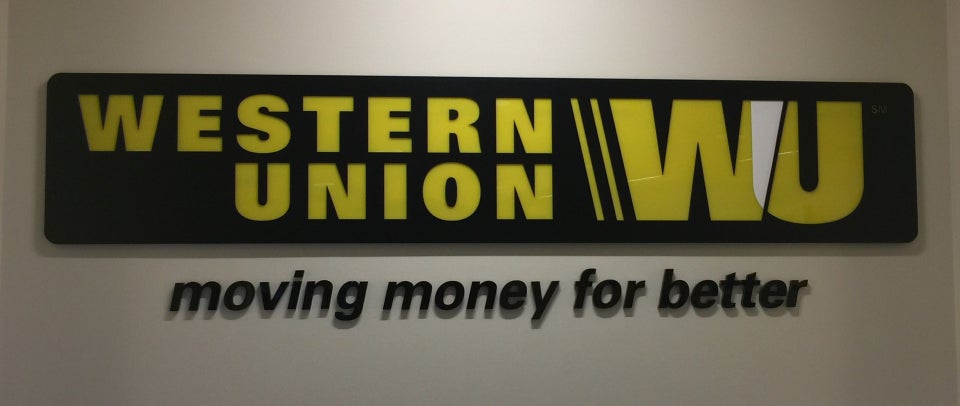 WESTERN
UNION
WU SM
moving money for better